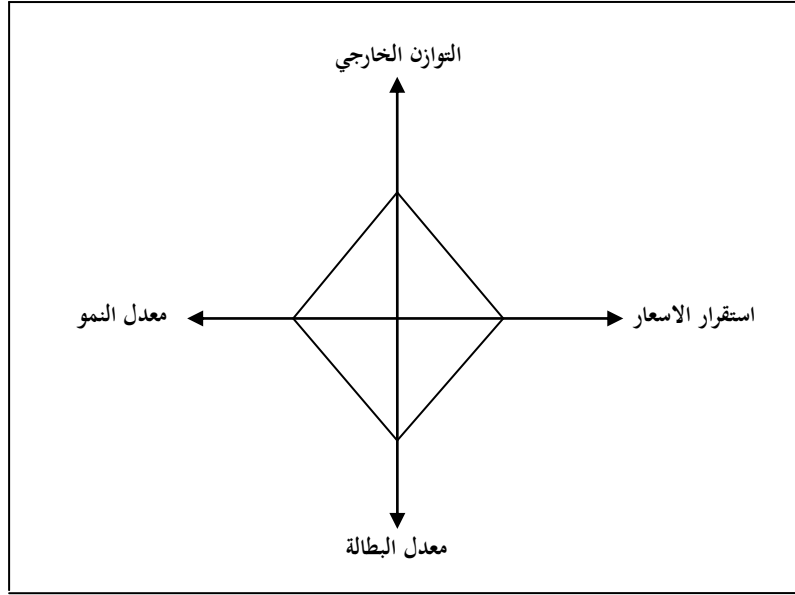 التوازن الخارجي
استقرار الاسعار
معدل النمو
معدل البطالة